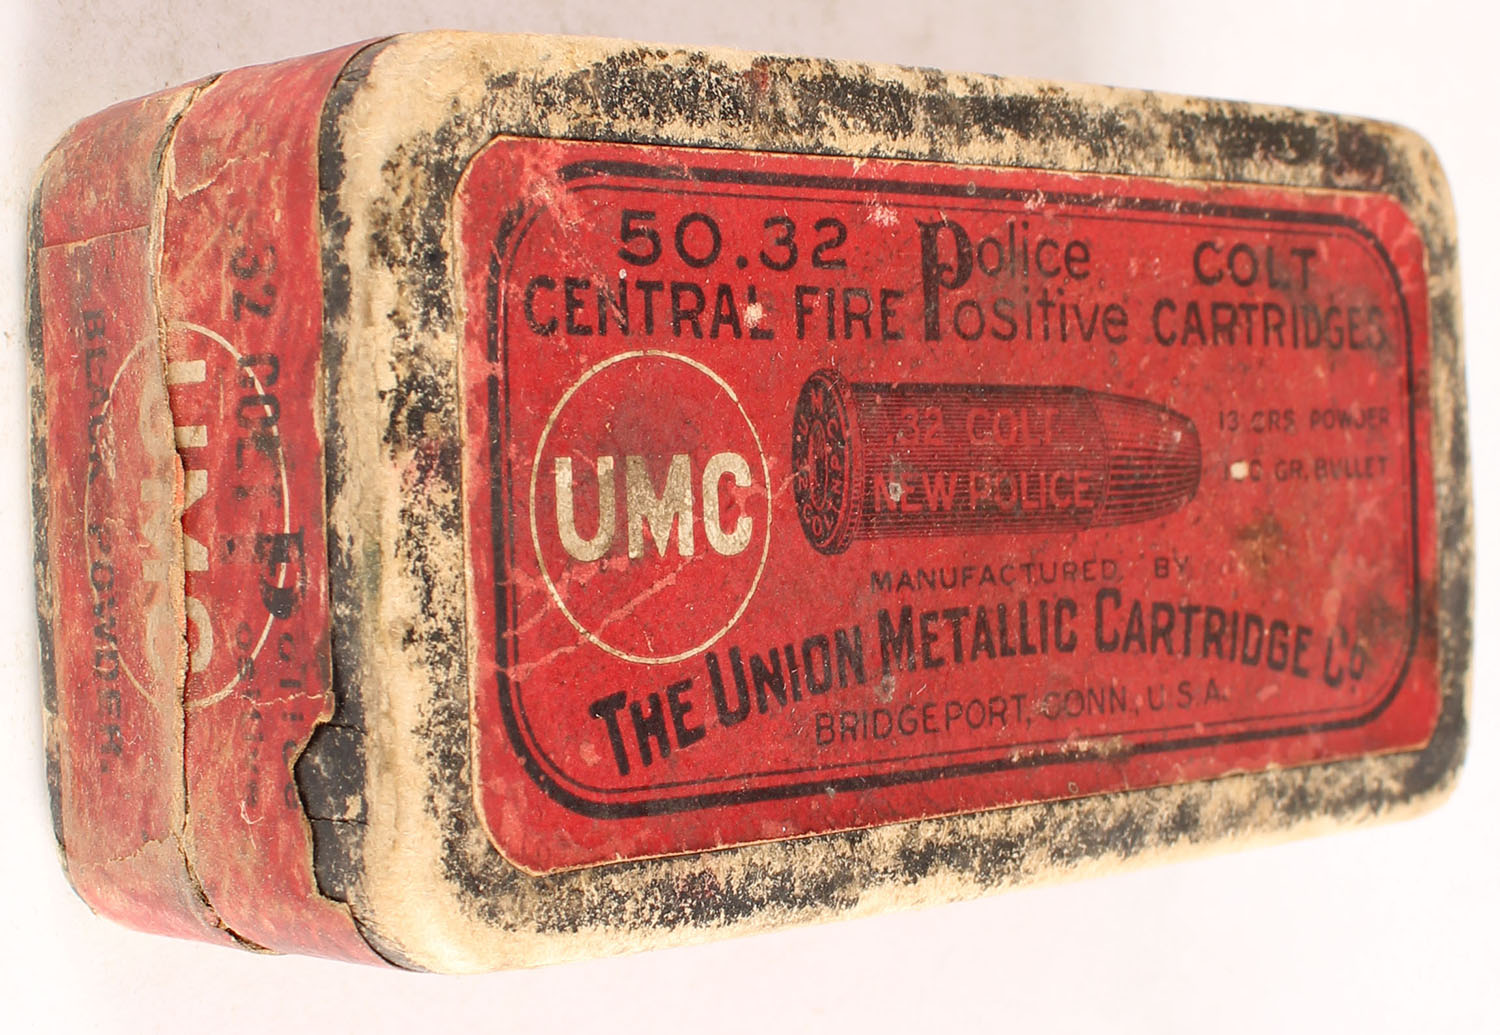 50.32 Police COLT
CENTRAL FIRE Positive CARTRIDGES
UMC
U.M.C.
.32 COLT
NEW POLICE
13 GRS POWDER
GR. BULLET
MANUFACTURED BY
THE UNION METALLIC CARTRIDGE CO
BRIDGEPORT, CONN., U.S.A.
32 COLT
UMC
UMC
BLACK POWDER.